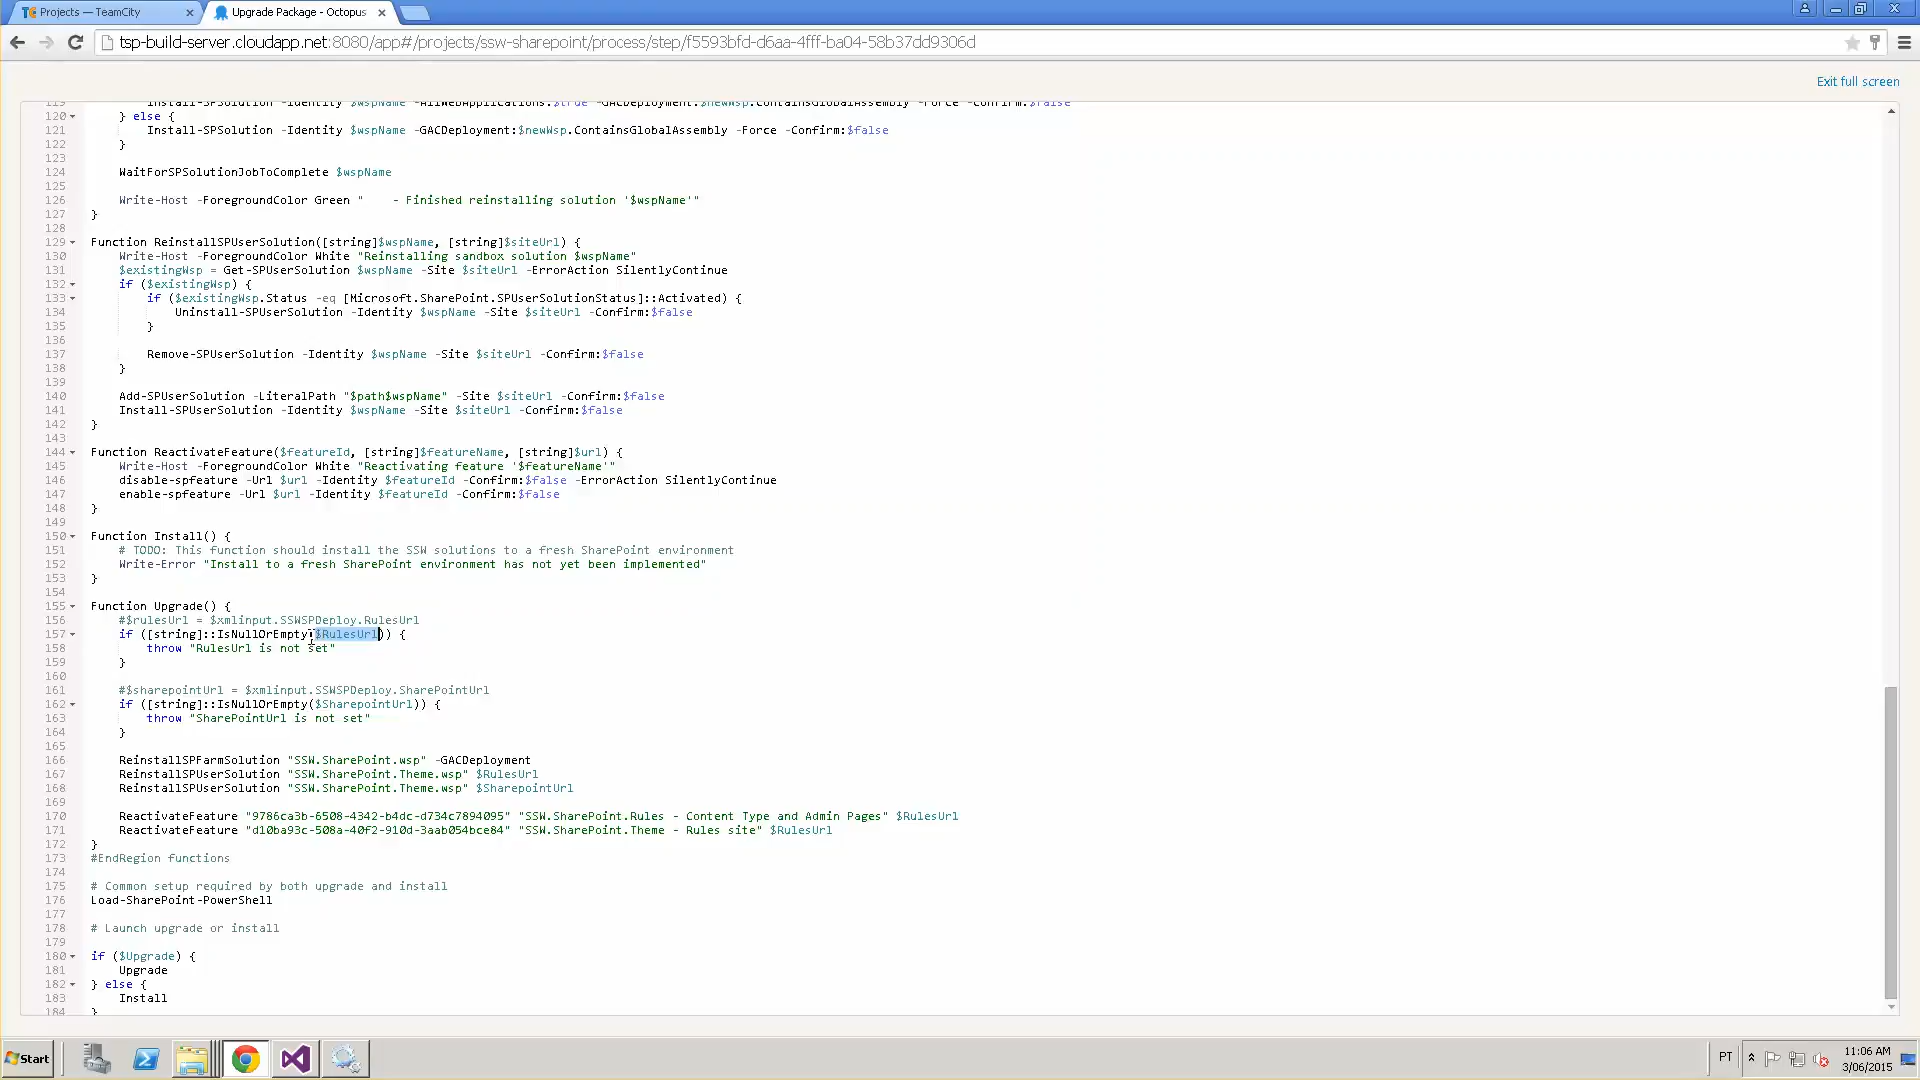 Projects — TeamCity
Upgrade Package - Octopus
tsp-build-server.cloudapp.net:8080/app#/projects/ssw-sharepoint/process/step/f5593bfd-d6aa-4fff-ba04-58b37dd9306d
Exit full screen
119 Install-SPSolution -Identity $wspName -AllWebApplications:$true -GACDeployment:$newWsp.ContainsGlobalAssembly -Force -Confirm:$false
120 } else {
121 Install-SPSolution -Identity $wspName -GACDeployment:$newWsp.ContainsGlobalAssembly -Force -Confirm:$false
122 }
123
124 WaitForSPSolutionJobToComplete $wspName
125
126 Write-Host -ForegroundColor Green "    - Finished reinstalling solution '$wspName'"
127 }
128
129 Function ReinstallSPUserSolution([string]$wspName, [string]$siteUrl) {
130 Write-Host -ForegroundColor White "Reinstalling sandbox solution $wspName"
131 $existingWsp = Get-SPUserSolution $wspName -Site $siteUrl -ErrorAction SilentlyContinue
132 if ($existingWsp) {
133 if ($existingWsp.Status -eq [Microsoft.SharePoint.SPUserSolutionStatus]::Activated) {
134 Uninstall-SPUserSolution -Identity $wspName -Site $siteUrl -Confirm:$false
135 }
136
137 Remove-SPUserSolution -Identity $wspName -Site $siteUrl -Confirm:$false
138 }
139
140 Add-SPUserSolution -LiteralPath "$path$wspName" -Site $siteUrl -Confirm:$false
141 Install-SPUserSolution -Identity $wspName -Site $siteUrl -Confirm:$false
142 }
143
144 Function ReactivateFeature($featureId, [string]$featureName, [string]$url) {
145 Write-Host -ForegroundColor White "Reactivating feature '$featureName'"
146 disable-spfeature -Url $url -Identity $featureId -Confirm:$false -ErrorAction SilentlyContinue
147 enable-spfeature -Url $url -Identity $featureId -Confirm:$false
148 }
149
150 Function Install() {
151 # TODO: This function should install the SSW solutions to a fresh SharePoint environment
152 Write-Error "Install to a fresh SharePoint environment has not yet been implemented"
153 }
154
155 Function Upgrade() {
156 #$rulesUrl = $xmlinput.SSWSPDeploy.RulesUrl
157 if ([string]::IsNullOrEmpty($RulesUrl)) {
158 throw "RulesUrl is not set"
159 }
160
161 #$sharepointUrl = $xmlinput.SSWSPDeploy.SharePointUrl
162 if ([string]::IsNullOrEmpty($SharepointUrl)) {
163 throw "SharePointUrl is not set"
164 }
165
166 ReinstallSPFarmSolution "SSW.SharePoint.wsp" -GACDeployment
167 ReinstallSPUserSolution "SSW.SharePoint.Theme.wsp" $RulesUrl
168 ReinstallSPUserSolution "SSW.SharePoint.Theme.wsp" $SharepointUrl
169
170 ReactivateFeature "9786ca3b-6508-4342-b4dc-d734c7894095" "SSW.SharePoint.Rules - Content Type and Admin Pages" $RulesUrl
171 ReactivateFeature "d10ba93c-508a-40f2-910d-3aab054bce84" "SSW.SharePoint.Theme - Rules site" $RulesUrl
172 }
173 #EndRegion functions
174
175 # Common setup required by both upgrade and install
176 Load-SharePoint-PowerShell
177
178 # Launch upgrade or install
179
180 if ($Upgrade) {
181 Upgrade
182 } else {
183 Install
184 }
Start
PT
11:06 AM
3/06/2015